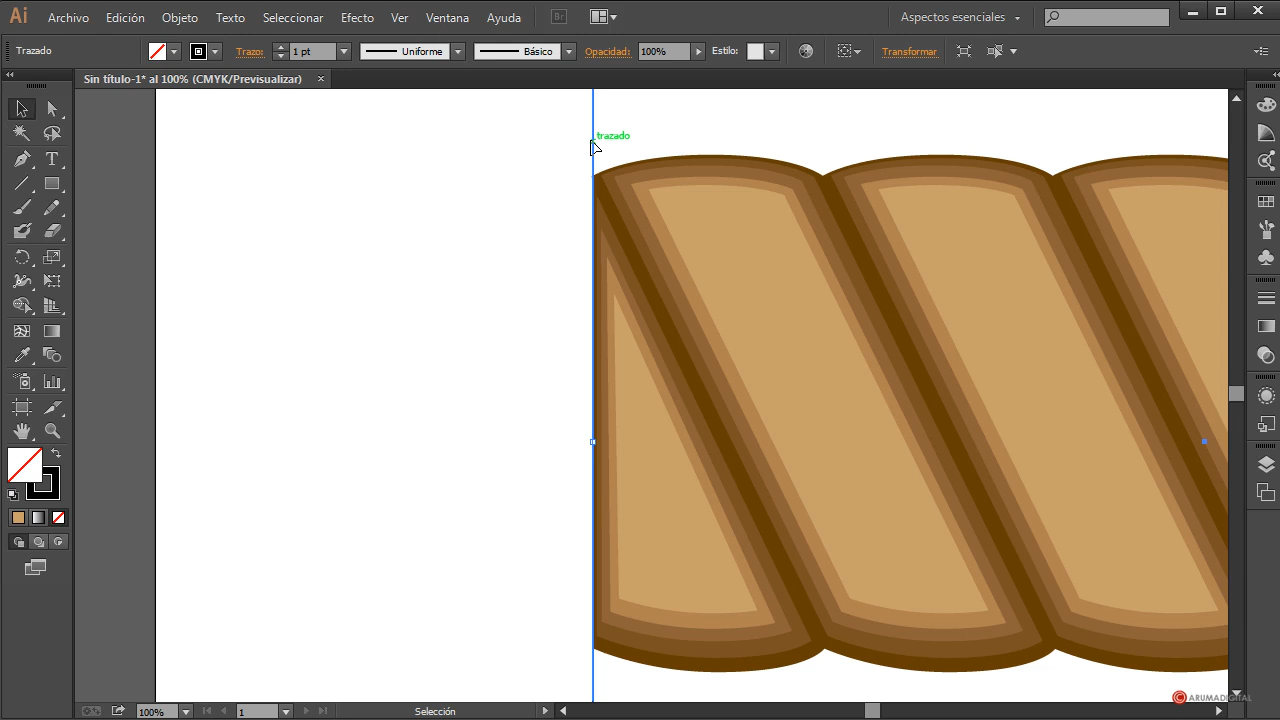 Ai Archivo Edición Objeto Texto Seleccionar Efecto Ver Ventana Ayuda Br Aspectos esenciales
Trazado Trazo: 1 pt Uniforme Básico Opacidad: 100% Estilo: Transformar
Sin título-1* al 100% (CMYK/Previsualizar)
trazado
100% 1 Selección
C ARUMADIGITAL